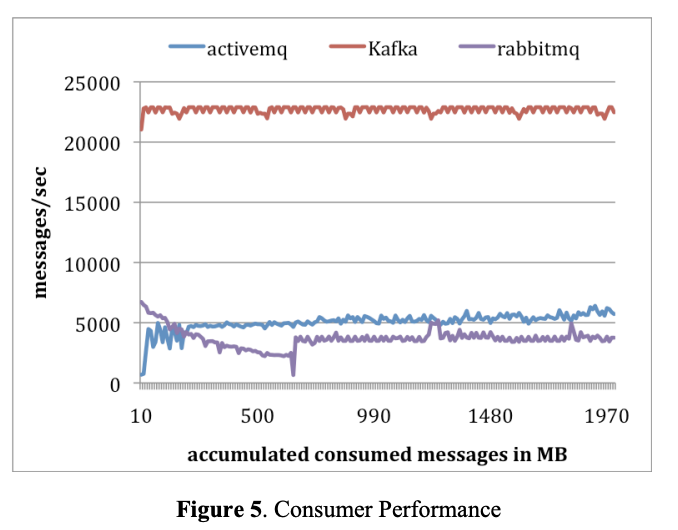 activemq Kafka rabbitmq
25000
20000
15000
10000
5000
0
messages/sec
10 500 990 1480 1970
accumulated consumed messages in MB
Figure 5. Consumer Performance